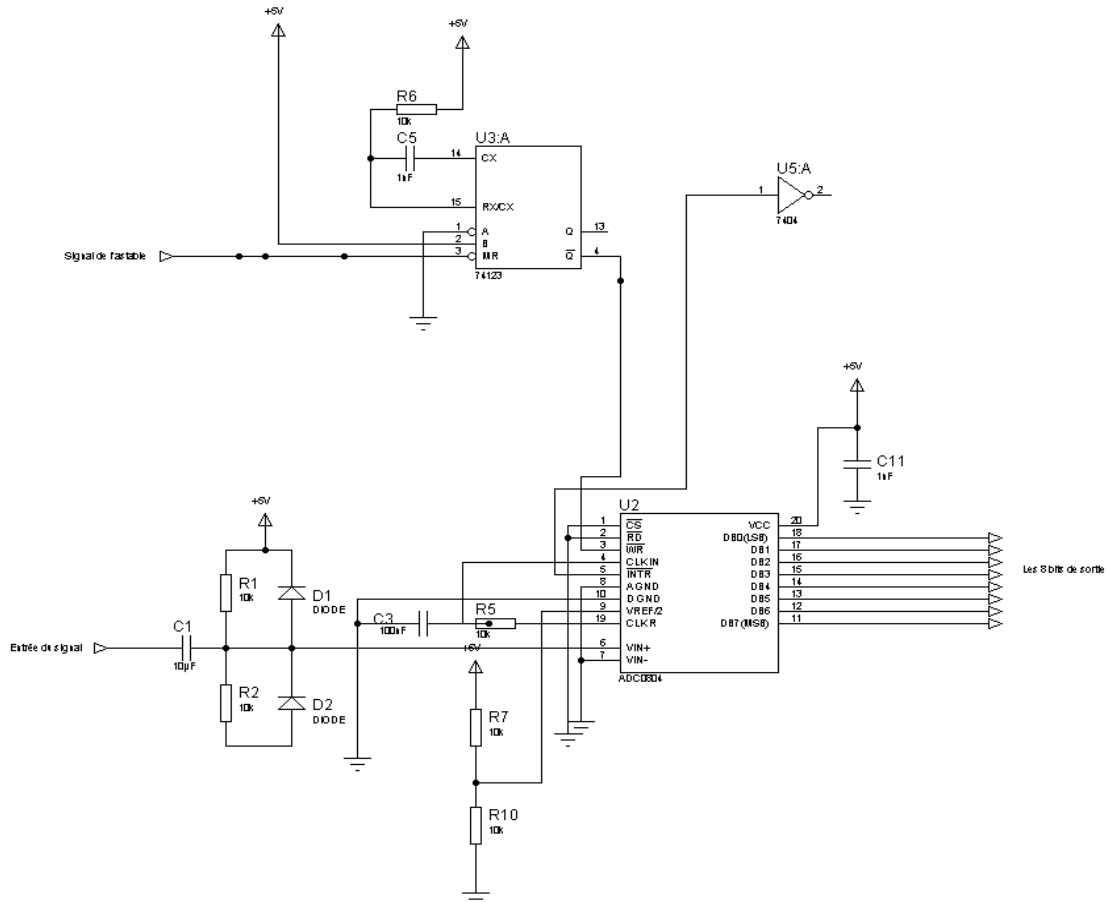 +5V
+5V
R6
10k
C5
1nF
U3:A
14 CX
15 RX/CX
1 A
2 B
3 MR
Q 13
Q 4
74123
Signal de l'astable
U5:A
1 2
7404
+5V
C11
1nF
U2
1 CS
2 RD
3 WR
4 CLKIN
5 INTR
8 AGND
10 DGND
9 VREF/2
19 CLKR
6 VIN+
7 VIN-
VCC 20
DB0(LSB) 18
DB1 17
DB2 16
DB3 15
DB4 14
DB5 13
DB6 12
DB7(MSB) 11
ADC0804
Les 8 bits de sortie
+5V
R1
10k
D1
DIODE
C1
10µF
Entrée du signal
R2
10k
D2
DIODE
C3
100nF
R5
10k
+5V
R7
10k
R10
10k